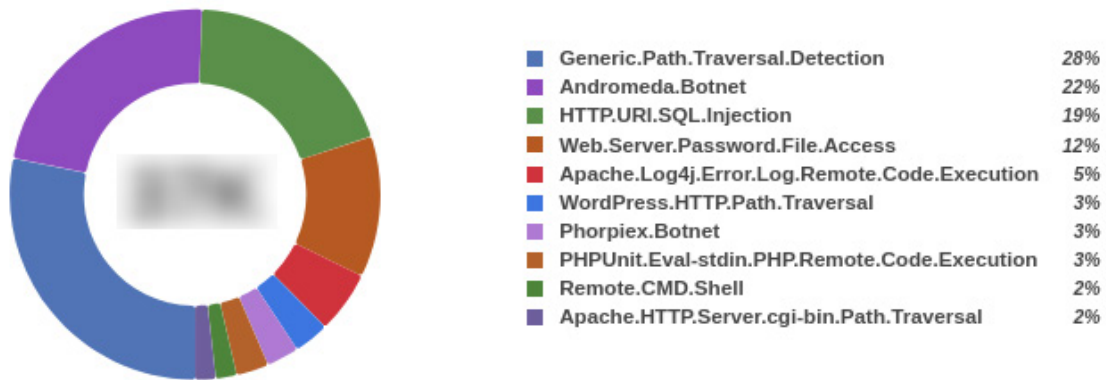 Generic.Path.Traversal.Detection 28%
Andromeda.Botnet 22%
HTTP.URI.SQL.Injection 19%
Web.Server.Password.File.Access 12%
Apache.Log4j.Error.Log.Remote.Code.Execution 5%
WordPress.HTTP.Path.Traversal 3%
Phorpiex.Botnet 3%
PHPUnit.Eval-stdin.PHP.Remote.Code.Execution 3%
Remote.CMD.Shell 2%
Apache.HTTP.Server.cgi-bin.Path.Traversal 2%